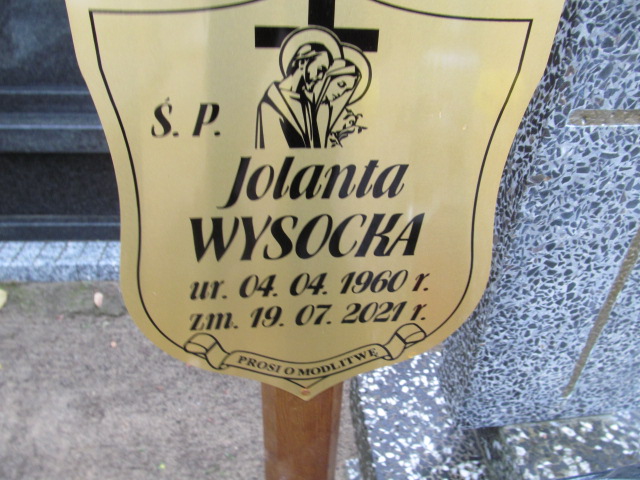 Ś. P.
Jolanta
WYSOCKA
ur. 04. 04. 1960 r.
zm. 19. 07. 2021 r.
PROSI O MODLITWĘ